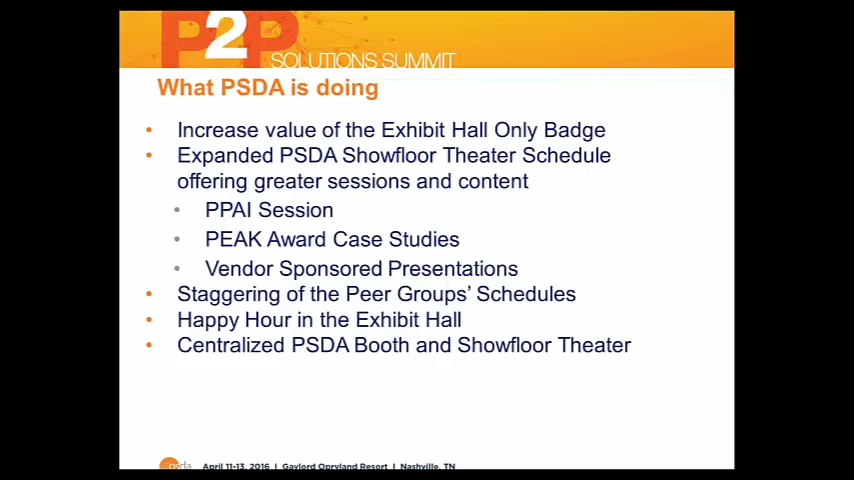 P2P
SOLUTIONS SUMMIT
What PSDA is doing
• Increase value of the Exhibit Hall Only Badge
• Expanded PSDA Showfloor Theater Schedule
offering greater sessions and content
• PPAI Session
• PEAK Award Case Studies
• Vendor Sponsored Presentations
• Staggering of the Peer Groups’ Schedules
• Happy Hour in the Exhibit Hall
• Centralized PSDA Booth and Showfloor Theater
psda April 11-13, 2016 | Gaylord Opryland Resort | Nashville, TN